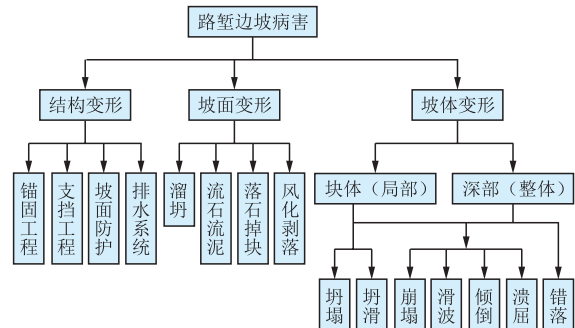 路堑边坡病害
结构变形
坡面变形
坡体变形
锚固工程
支挡工程
坡面防护
排水系统
溜坍
流石流泥
落石掉块
风化剥落
块体（局部）
深部（整体）
坍塌
坍滑
崩塌
滑波
倾倒
溃屈
错落